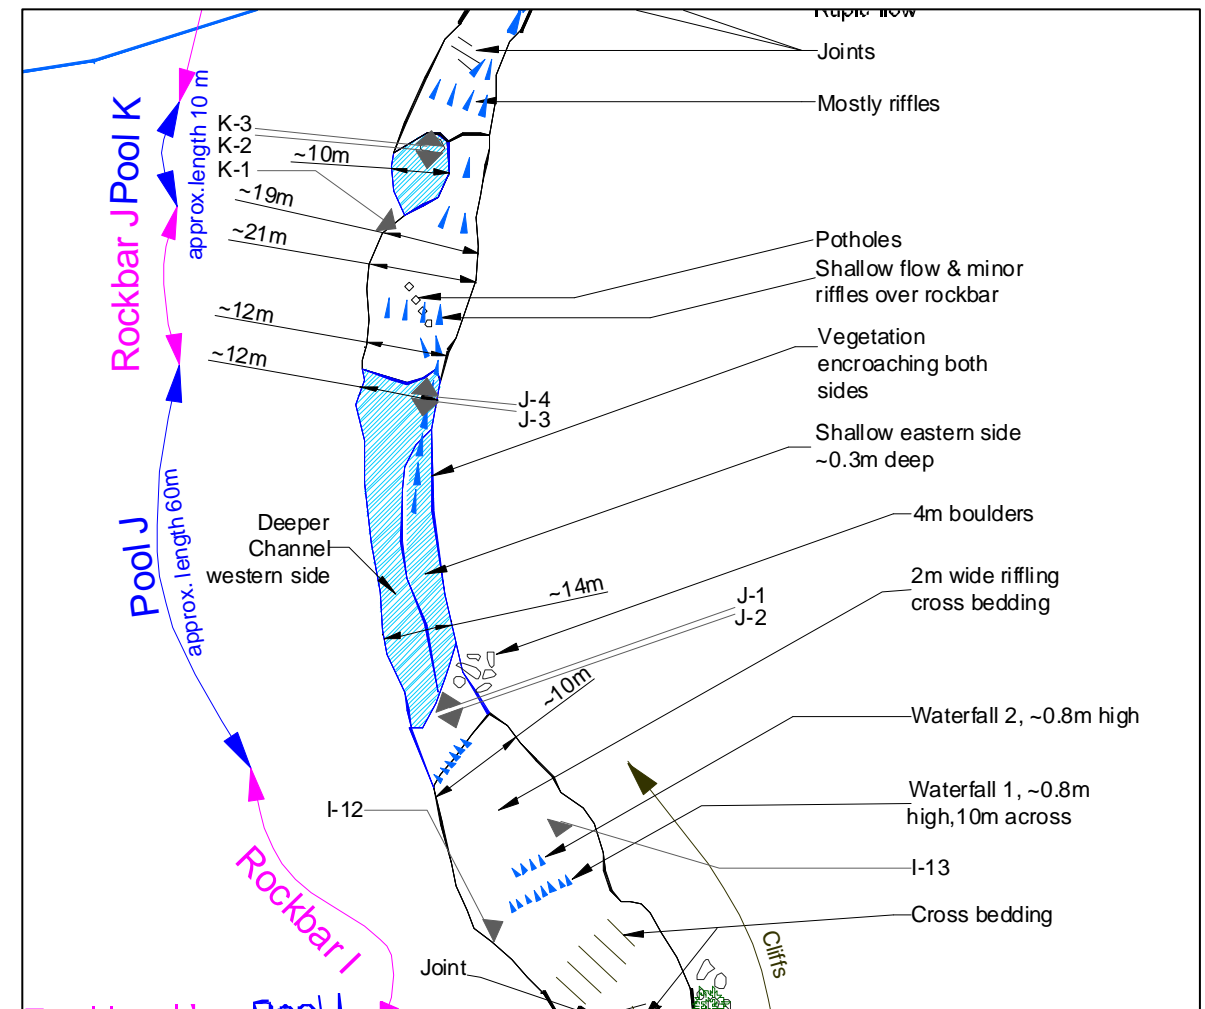 Joints
Mostly riffles
K-3
K-2
K-1
~10m
~19m
~21m
~12m
~12m
Pool K
approx.length 10 m
Rockbar J
Potholes
Shallow flow & minor
riffles over rockbar
Vegetation
encroaching both
sides
J-4
J-3
Shallow eastern side
~0.3m deep
4m boulders
Deeper
Channel
western side
Pool J
approx. length 60m
2m wide riffling
cross bedding
~14m
J-1
J-2
~10m
Waterfall 2, ~0.8m high
Waterfall 1, ~0.8m
high,10m across
I-12
I-13
Rockbar I
Cross bedding
Cliffs
Joint